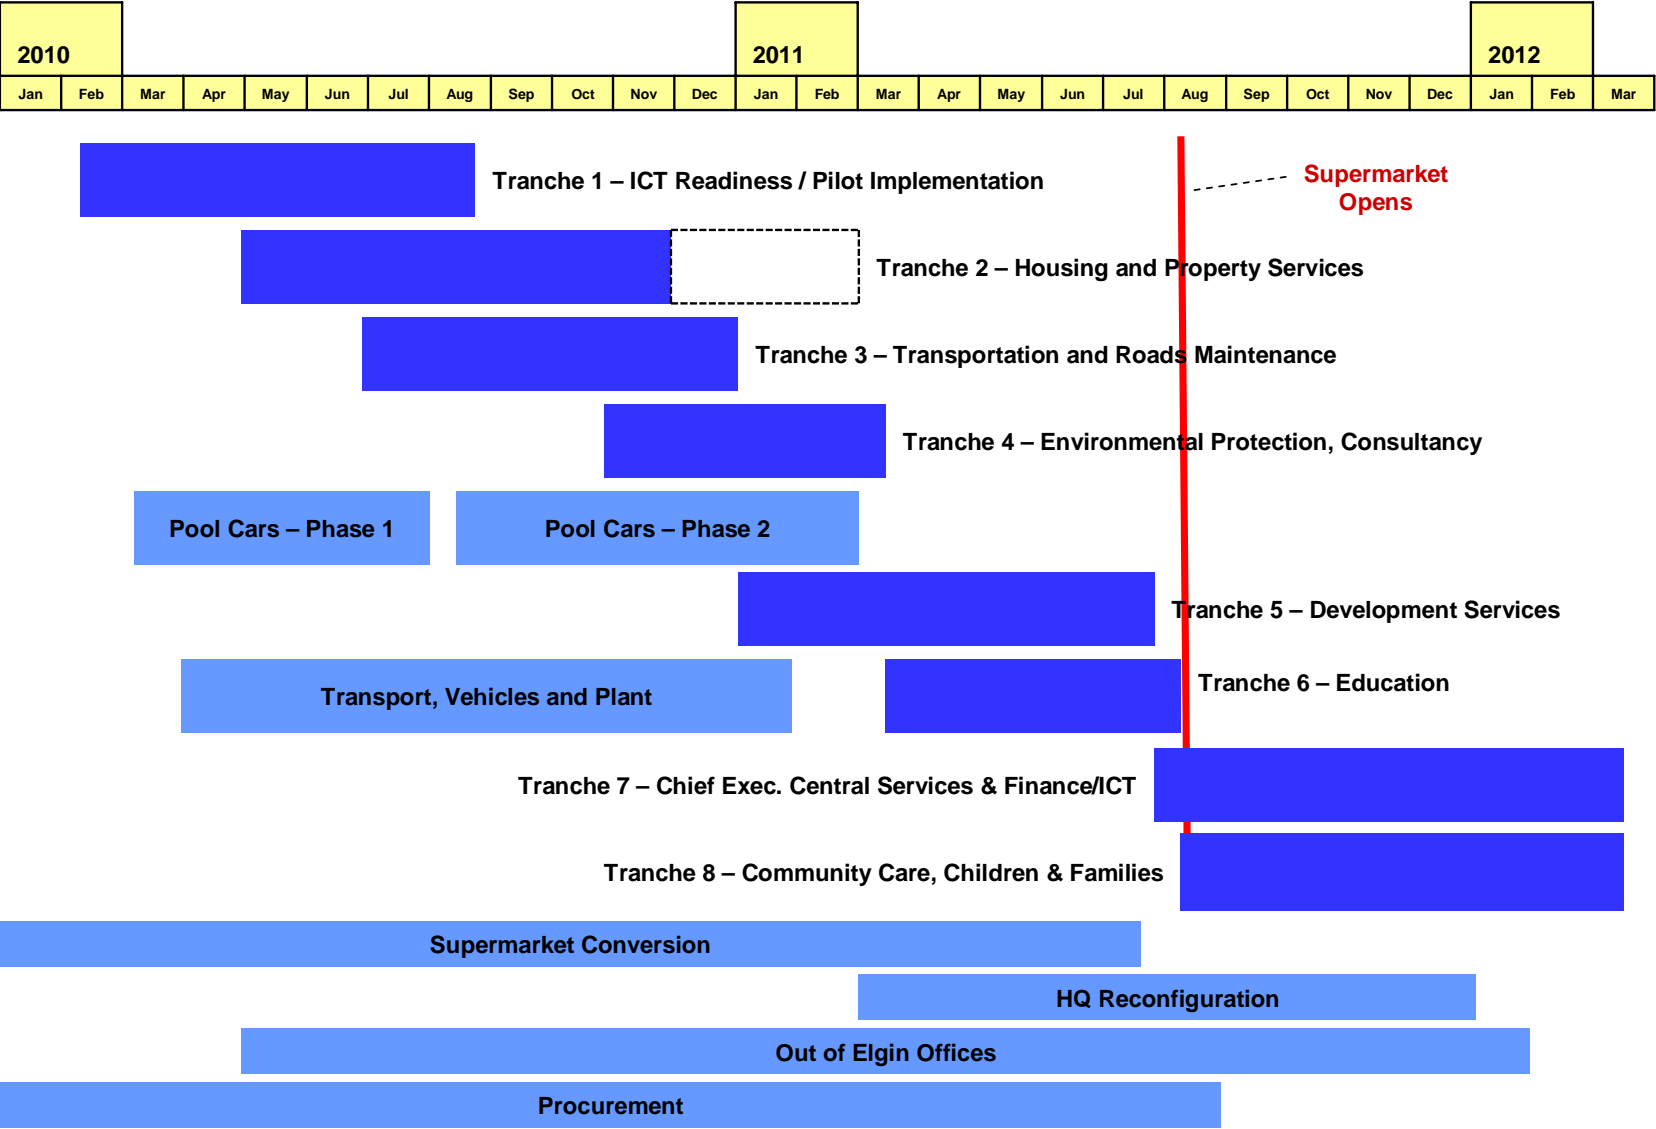 2010 2011 2012
Jan Feb Mar Apr May Jun Jul Aug Sep Oct Nov Dec Jan Feb Mar Apr May Jun Jul Aug Sep Oct Nov Dec Jan Feb Mar
Tranche 1 – ICT Readiness / Pilot Implementation
Supermarket
Opens
Tranche 2 – Housing and Property Services
Tranche 3 – Transportation and Roads Maintenance
Tranche 4 – Environmental Protection, Consultancy
Pool Cars – Phase 1 Pool Cars – Phase 2
Tranche 5 – Development Services
Transport, Vehicles and Plant
Tranche 6 – Education
Tranche 7 – Chief Exec. Central Services & Finance/ICT
Tranche 8 – Community Care, Children & Families
Supermarket Conversion
HQ Reconfiguration
Out of Elgin Offices
Procurement